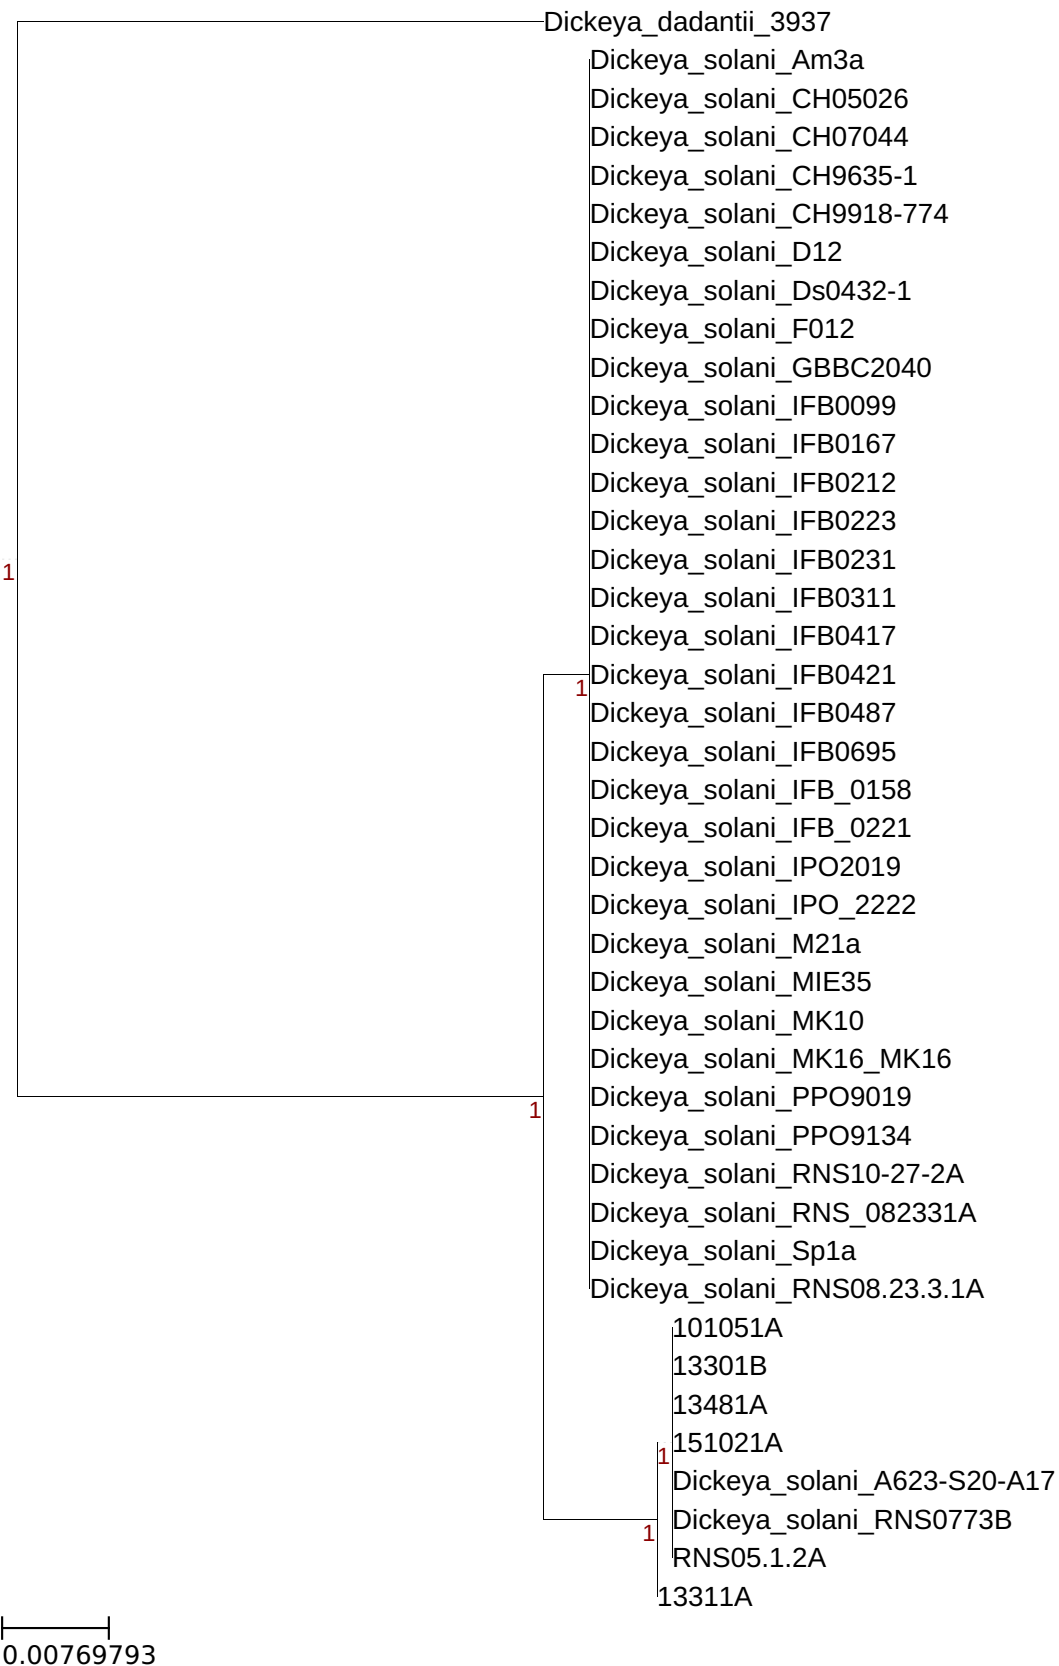 Dickeya_dadantii_3937
Dickeya_solani_Am3a
Dickeya_solani_CH05026
Dickeya_solani_CH07044
Dickeya_solani_CH9635-1
Dickeya_solani_CH9918-774
Dickeya_solani_D12
Dickeya_solani_Ds0432-1
Dickeya_solani_F012
Dickeya_solani_GBBC2040
Dickeya_solani_IFB0099
Dickeya_solani_IFB0167
Dickeya_solani_IFB0212
Dickeya_solani_IFB0223
Dickeya_solani_IFB0231
1
Dickeya_solani_IFB0311
Dickeya_solani_IFB0417
Dickeya_solani_IFB0421
1
Dickeya_solani_IFB0487
Dickeya_solani_IFB0695
Dickeya_solani_IFB_0158
Dickeya_solani_IFB_0221
Dickeya_solani_IPO2019
Dickeya_solani_IPO_2222
Dickeya_solani_M21a
Dickeya_solani_MIE35
Dickeya_solani_MK10
Dickeya_solani_MK16_MK16
Dickeya_solani_PPO9019
1
Dickeya_solani_PPO9134
Dickeya_solani_RNS10-27-2A
Dickeya_solani_RNS_082331A
Dickeya_solani_Sp1a
Dickeya_solani_RNS08.23.3.1A
101051A
13301B
13481A
151021A
1
Dickeya_solani_A623-S20-A17
Dickeya_solani_RNS0773B
1
RNS05.1.2A
13311A
0.00769793